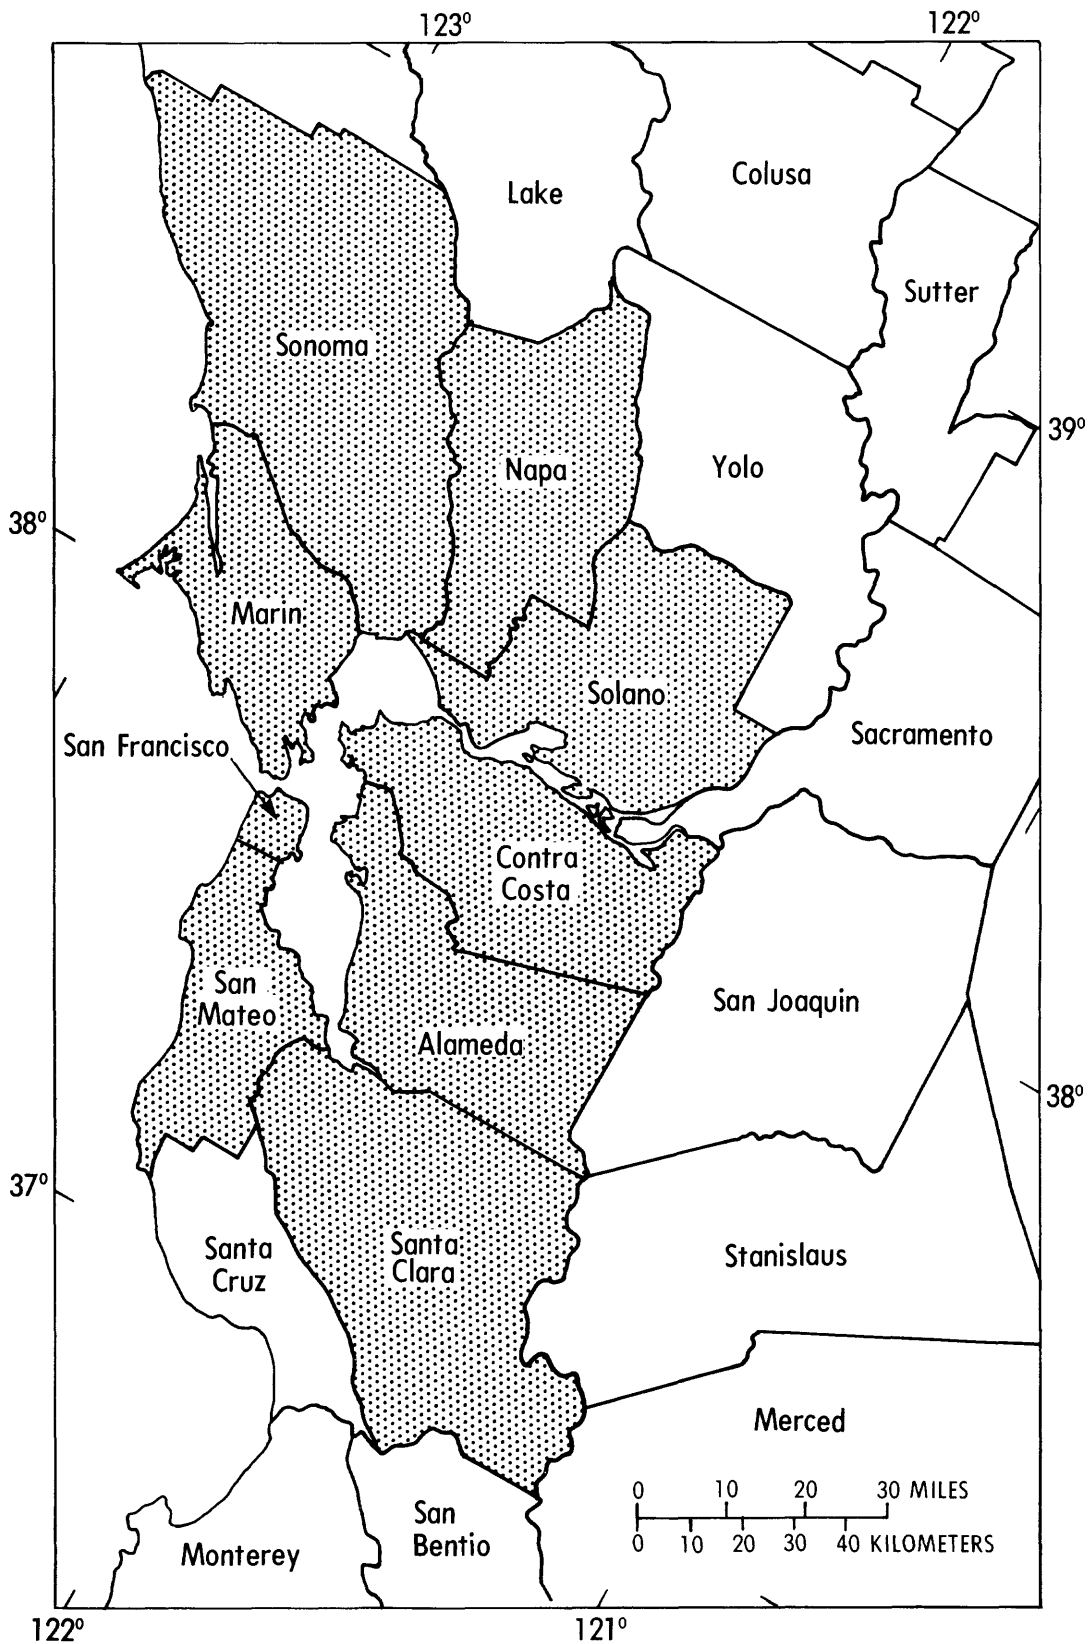 123°
122°
Lake
Colusa
Sutter
Sonoma
39°
Napa
Yolo
38°
Marin
Solano
San Francisco
Sacramento
Contra
Costa
San
Mateo
San Joaquin
Alameda
38°
37°
Santa
Cruz
Santa
Clara
Stanislaus
Merced
0 10 20 30 MILES
0 10 20 30 40 KILOMETERS
San
Bentio
Monterey
122°
121°